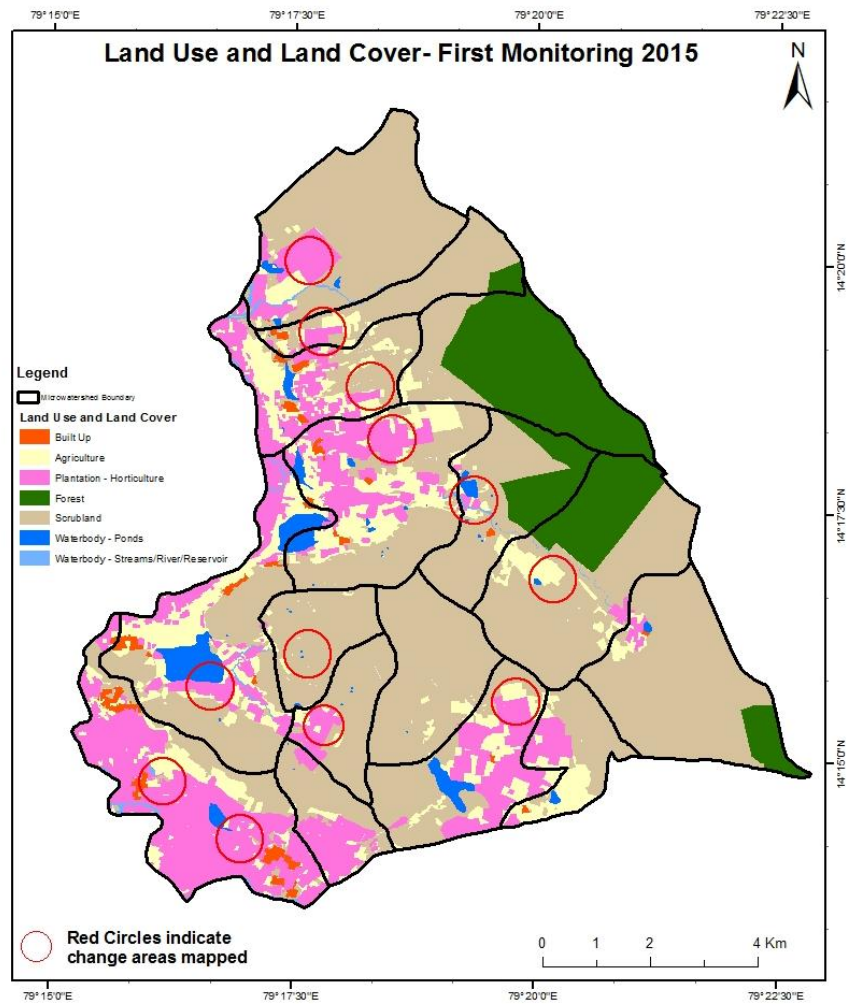 79°15'0"E 79°17'30"E 79°20'0"E 79°22'30"E
Land Use and Land Cover- First Monitoring 2015
N
14°20'0"N
Legend
Microwatershed Boundary
Land Use and Land Cover
Built Up
Agriculture
Plantation - Horticulture
Forest
Scrubland
Waterbody - Ponds
Waterbody - Streams/River/Reservoir
14°17'30"N
14°15'0"N
Red Circles indicate
change areas mapped
0 1 2 4 Km
79°15'0"E 79°17'30"E 79°20'0"E 79°22'30"E